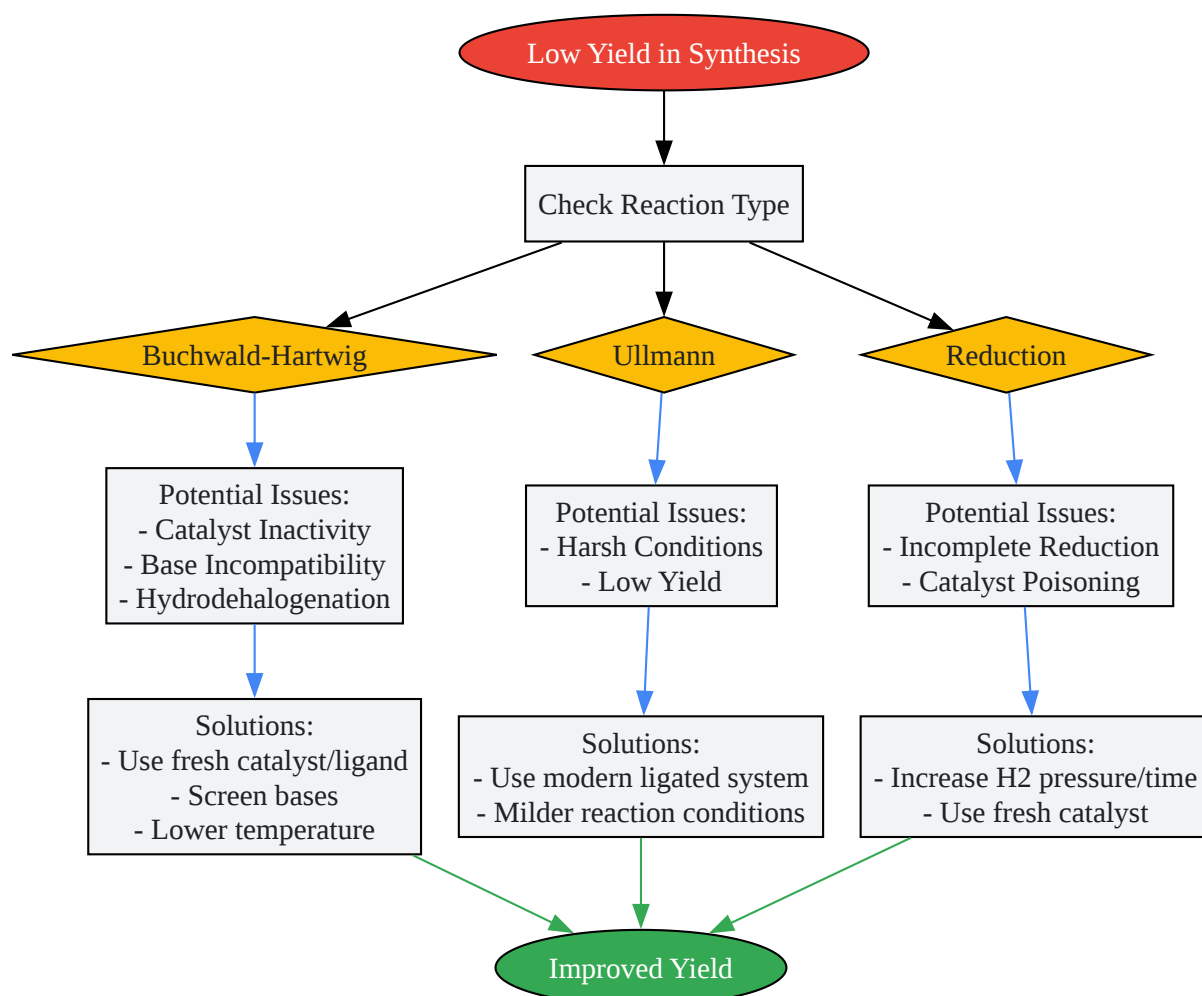 Low Yield in Synthesis
Check Reaction Type
Buchwald-Hartwig
Ullmann
Reduction
Potential Issues:
- Catalyst Inactivity
- Base Incompatibility
- Hydrodehalogenation
Potential Issues:
- Harsh Conditions
- Low Yield
Potential Issues:
- Incomplete Reduction
- Catalyst Poisoning
Solutions:
- Use fresh catalyst/ligand
- Screen bases
- Lower temperature
Solutions:
- Use modern ligated system
- Milder reaction conditions
Solutions:
- Increase H2 pressure/time
- Use fresh catalyst
Improved Yield